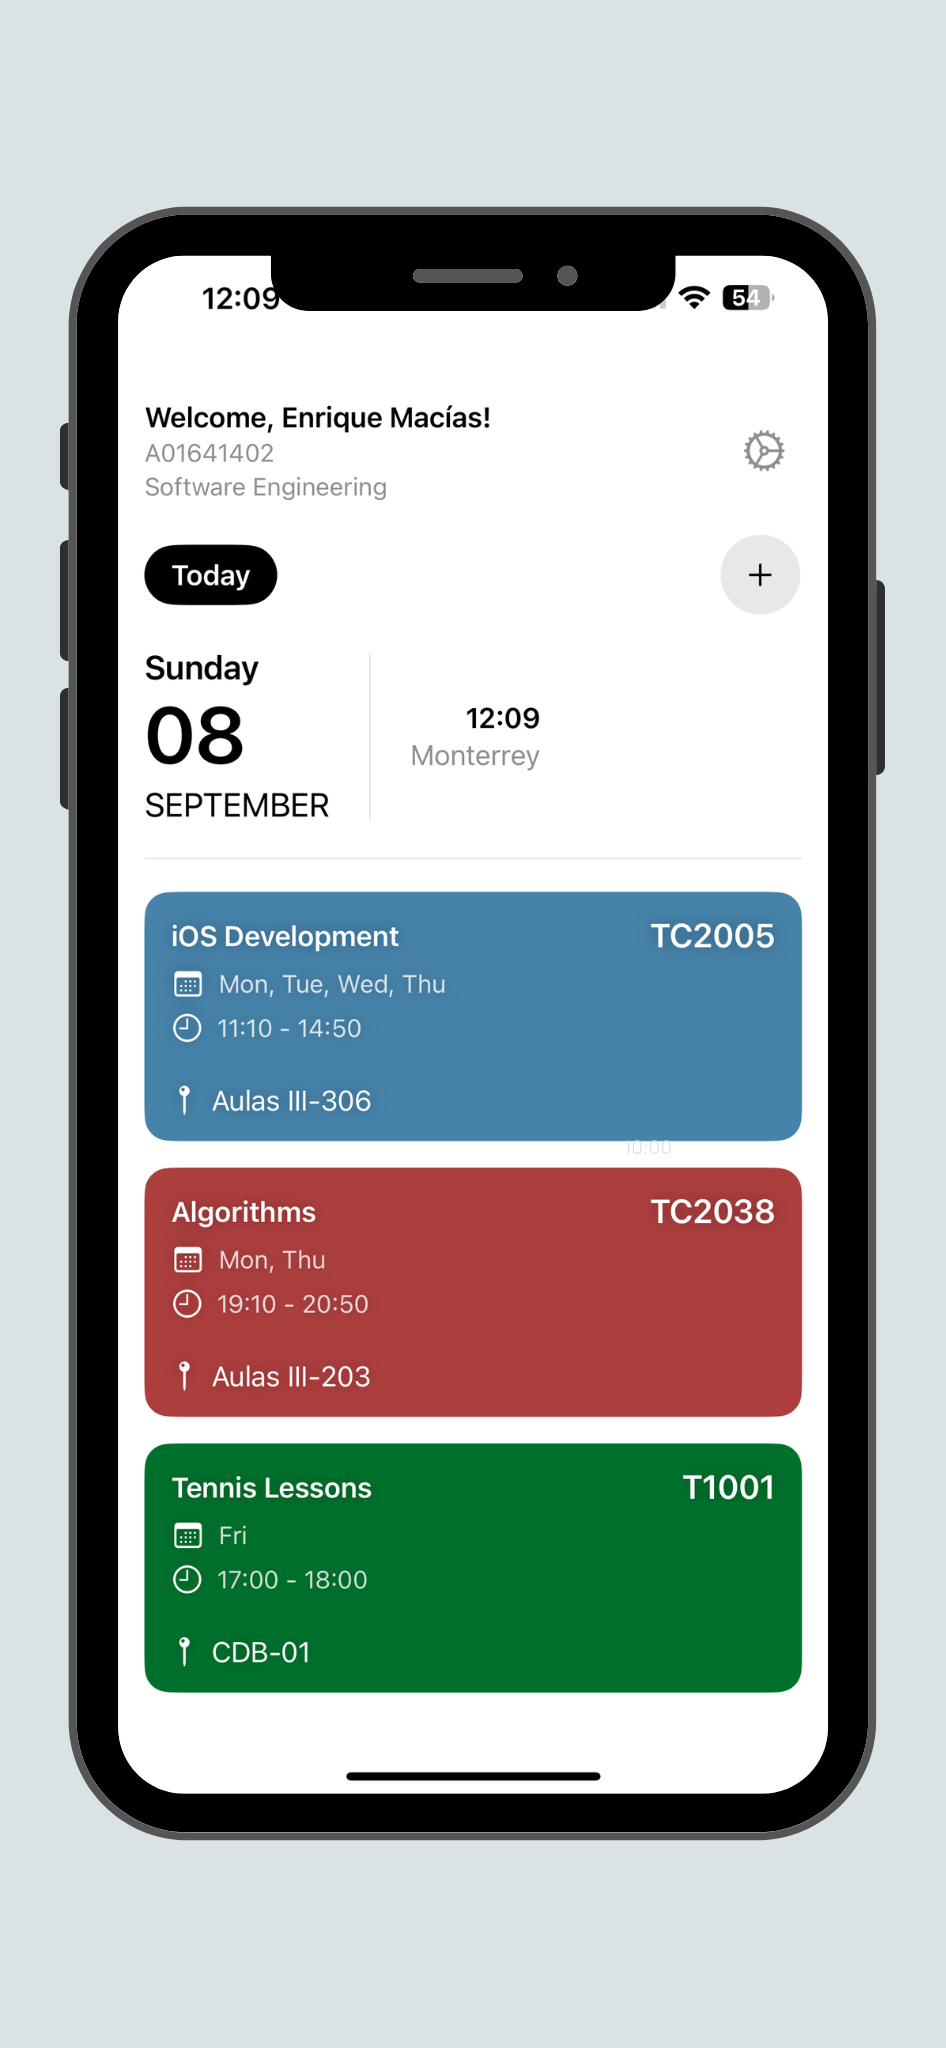 12:09
54
Welcome, Enrique Macías!
A01641402
Software Engineering
Today
+
Sunday
08
SEPTEMBER
12:09
Monterrey
iOS Development
TC2005
Mon, Tue, Wed, Thu
11:10 - 14:50
Aulas III-306
10:00
Algorithms
TC2038
Mon, Thu
19:10 - 20:50
Aulas III-203
Tennis Lessons
T1001
Fri
17:00 - 18:00
CDB-01